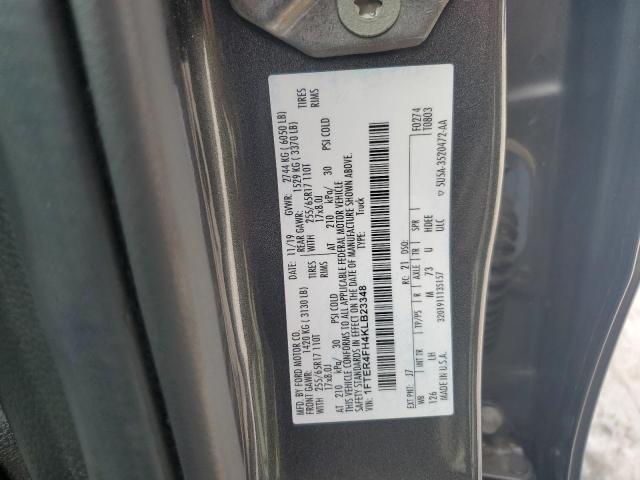 MFD. BY FORD MOTOR CO.
DATE: 11/19 GVWR: 2744 KG ( 6050 LB)
FRONT GAWR: 1420 KG ( 3130 LB) REAR GAWR: 1529 KG ( 3370 LB)
WITH 255/65R17 110T TIRES WITH 255/65R17 110T TIRES
17x8.0J RIMS 17x8.0J RIMS
AT 210 kPa/ 30 PSI COLD AT 210 kPa/ 30 PSI COLD
THIS VEHICLE CONFORMS TO ALL APPLICABLE FEDERAL MOTOR VEHICLE
SAFETY STANDARDS IN EFFECT ON THE DATE OF MANUFACTURE SHOWN ABOVE.
VIN: 1FTER4FH4KLB23348 TYPE: Truck
F0274
T0803
EXT PNT: J7 RC: 21 DSO:
WB INT TR TP/PS R AXLE TR SPR
126 LH M 73 U HDEE
3201911135157 ULC
▽ 5U5A-3520472-AA